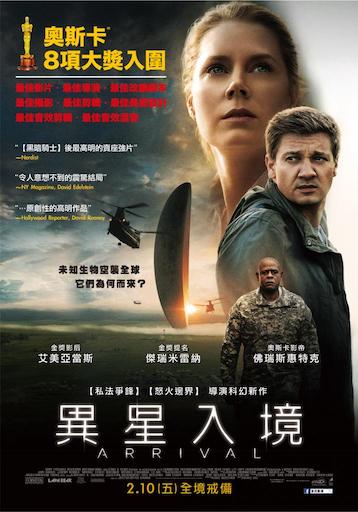 奧斯卡
8項大獎入圍
最佳影片・最佳導演・最佳改編劇本
最佳攝影・最佳剪輯・最佳美術設計
最佳音效剪輯・最佳音效混音
"【黑暗騎士】後最高明的賣座強片"
—Nerdist
"令人意想不到的震驚結局"
—NY Magazine, David Edelstein
"…原創性的高明作品"
—Hollywood Reporter, David Rooney
未知生物空襲全球
它們為何而來？
金獎影后
艾美亞當斯
金獎提名
傑瑞米雷納
奧斯卡影帝
佛瑞斯惠特克
【私法爭鋒】【怒火邊界】 導演科幻新作
異星入境
ARRIVAL
2.10(五)全境戒備